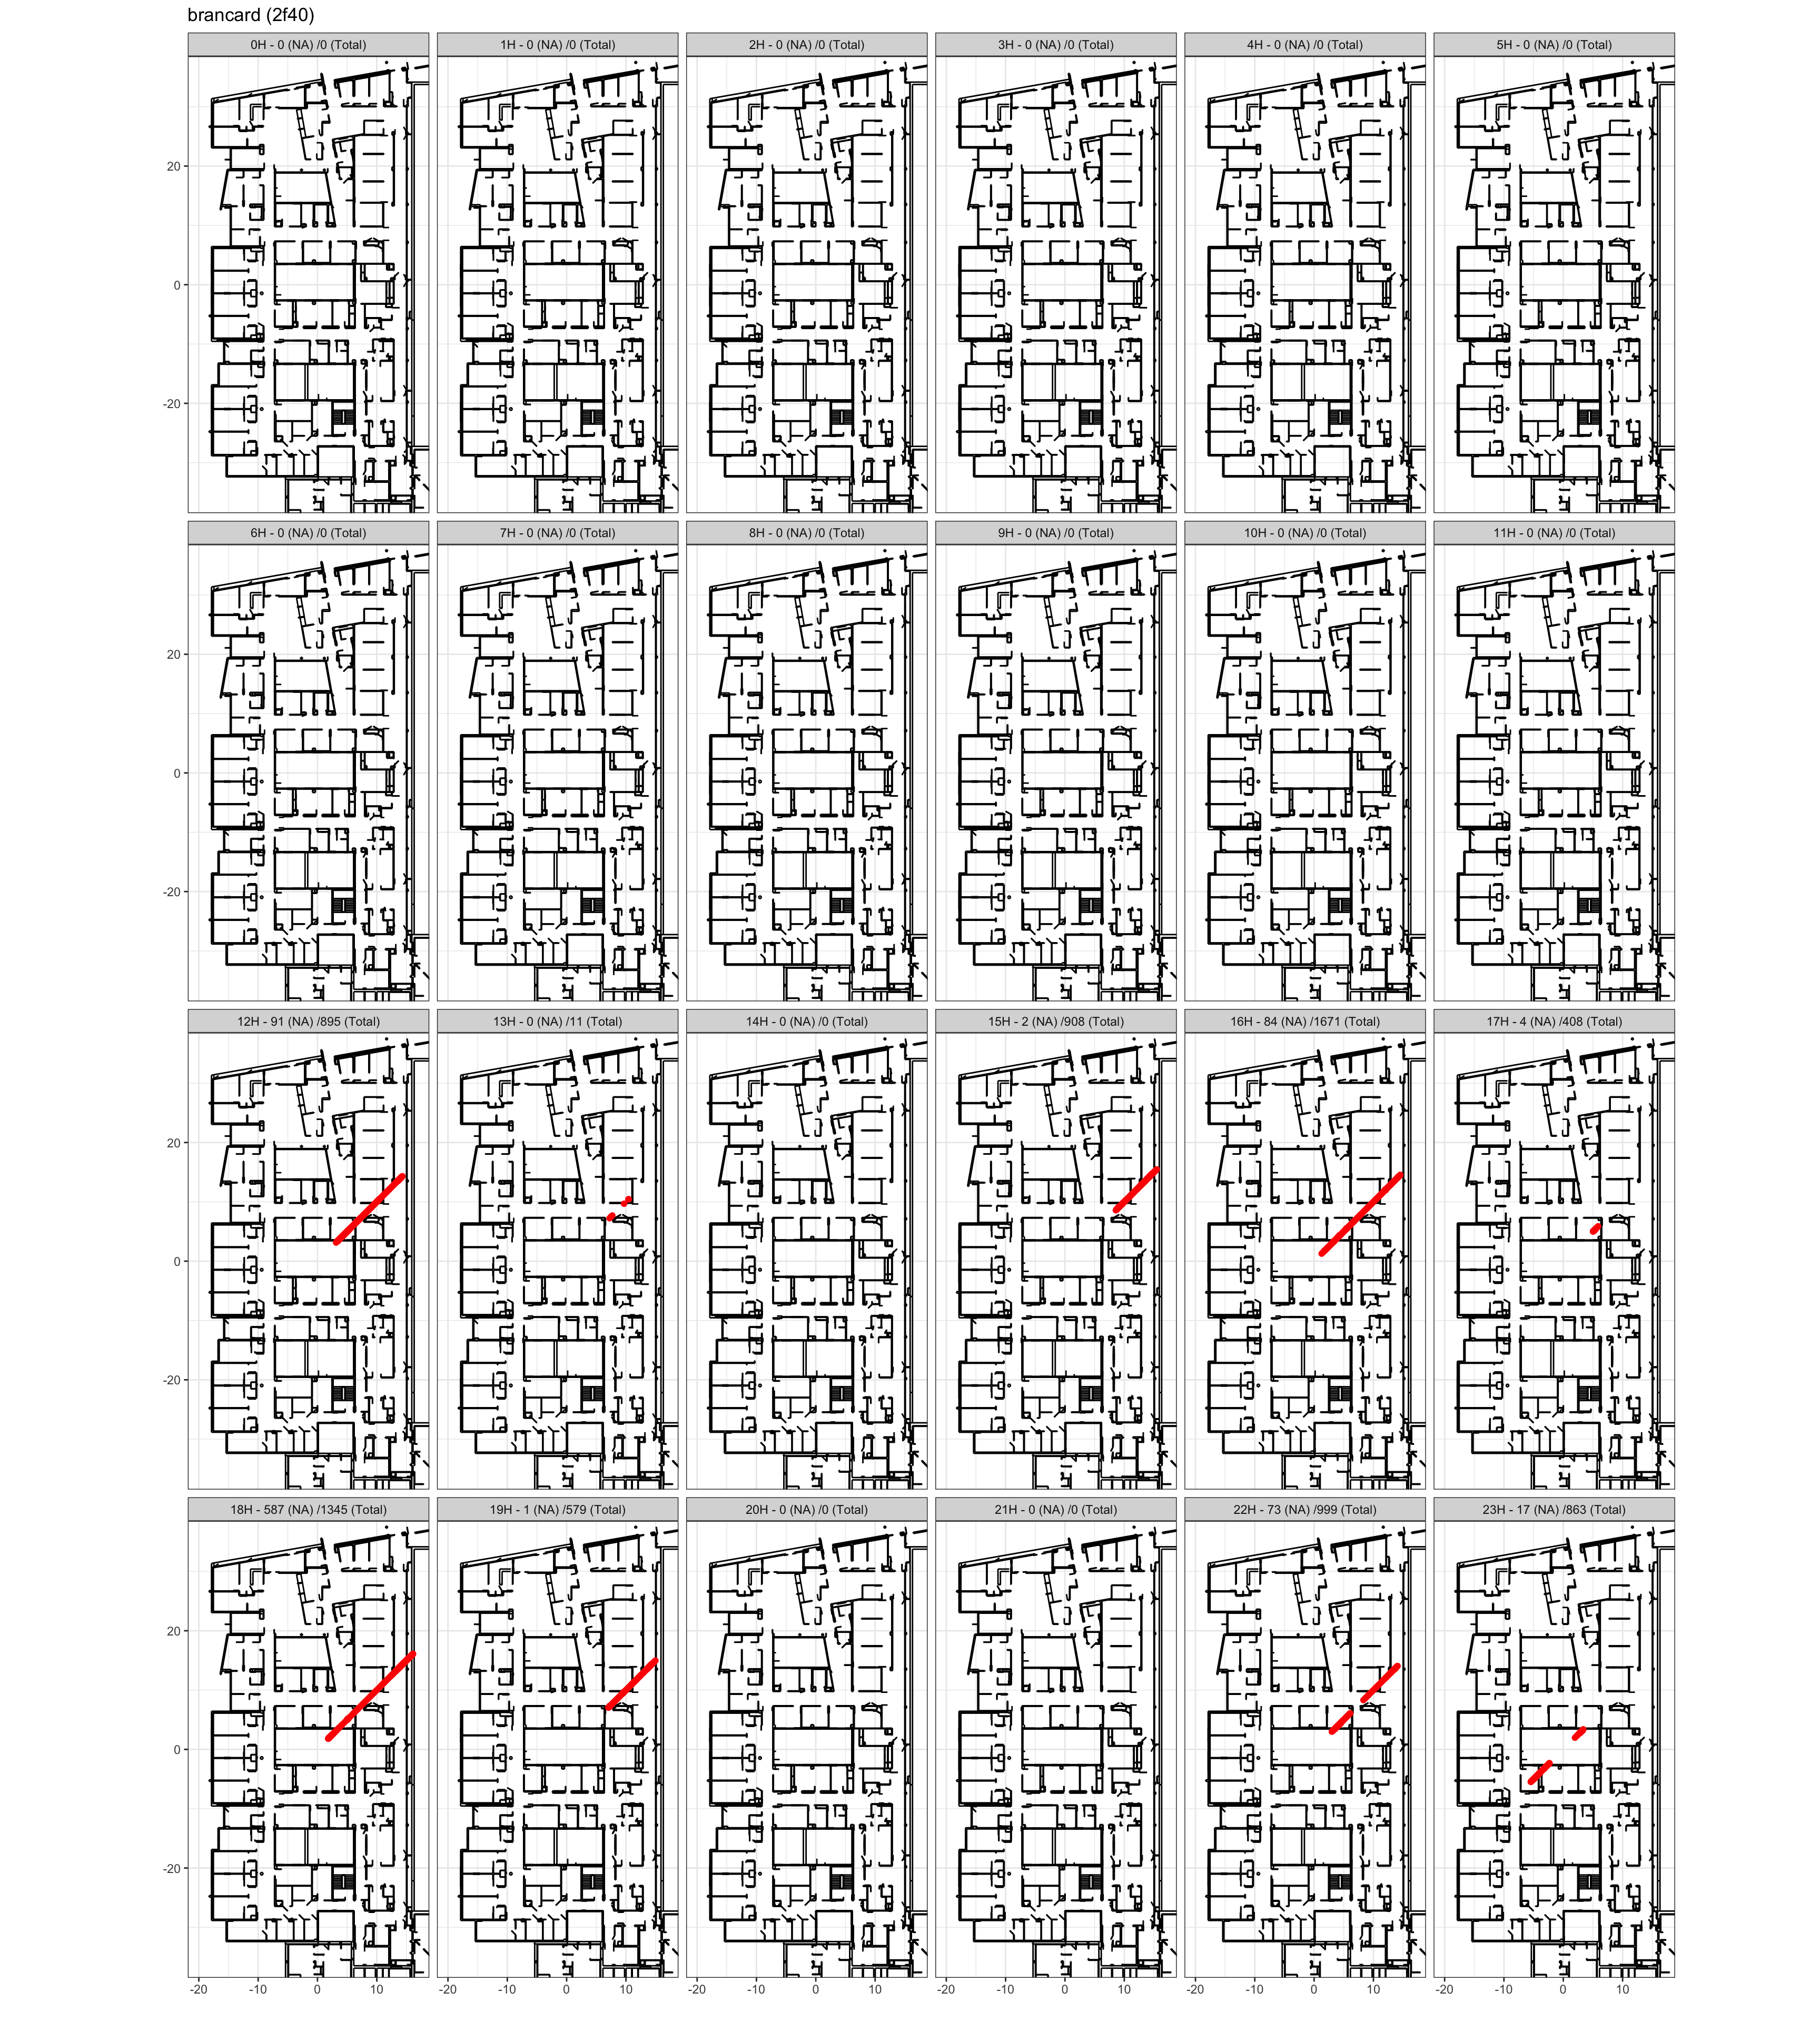 brancard (2f40)
0H - 0 (NA) /0 (Total) 1H - 0 (NA) /0 (Total) 2H - 0 (NA) /0 (Total) 3H - 0 (NA) /0 (Total) 4H - 0 (NA) /0 (Total) 5H - 0 (NA) /0 (Total)
20
0
-20
6H - 0 (NA) /0 (Total) 7H - 0 (NA) /0 (Total) 8H - 0 (NA) /0 (Total) 9H - 0 (NA) /0 (Total) 10H - 0 (NA) /0 (Total) 11H - 0 (NA) /0 (Total)
20
0
-20
12H - 91 (NA) /895 (Total) 13H - 0 (NA) /11 (Total) 14H - 0 (NA) /0 (Total) 15H - 2 (NA) /908 (Total) 16H - 84 (NA) /1671 (Total) 17H - 4 (NA) /408 (Total)
20
0
-20
18H - 587 (NA) /1345 (Total) 19H - 1 (NA) /579 (Total) 20H - 0 (NA) /0 (Total) 21H - 0 (NA) /0 (Total) 22H - 73 (NA) /999 (Total) 23H - 17 (NA) /863 (Total)
20
0
-20
-20 -10 0 10 -20 -10 0 10 -20 -10 0 10 -20 -10 0 10 -20 -10 0 10 -20 -10 0 10